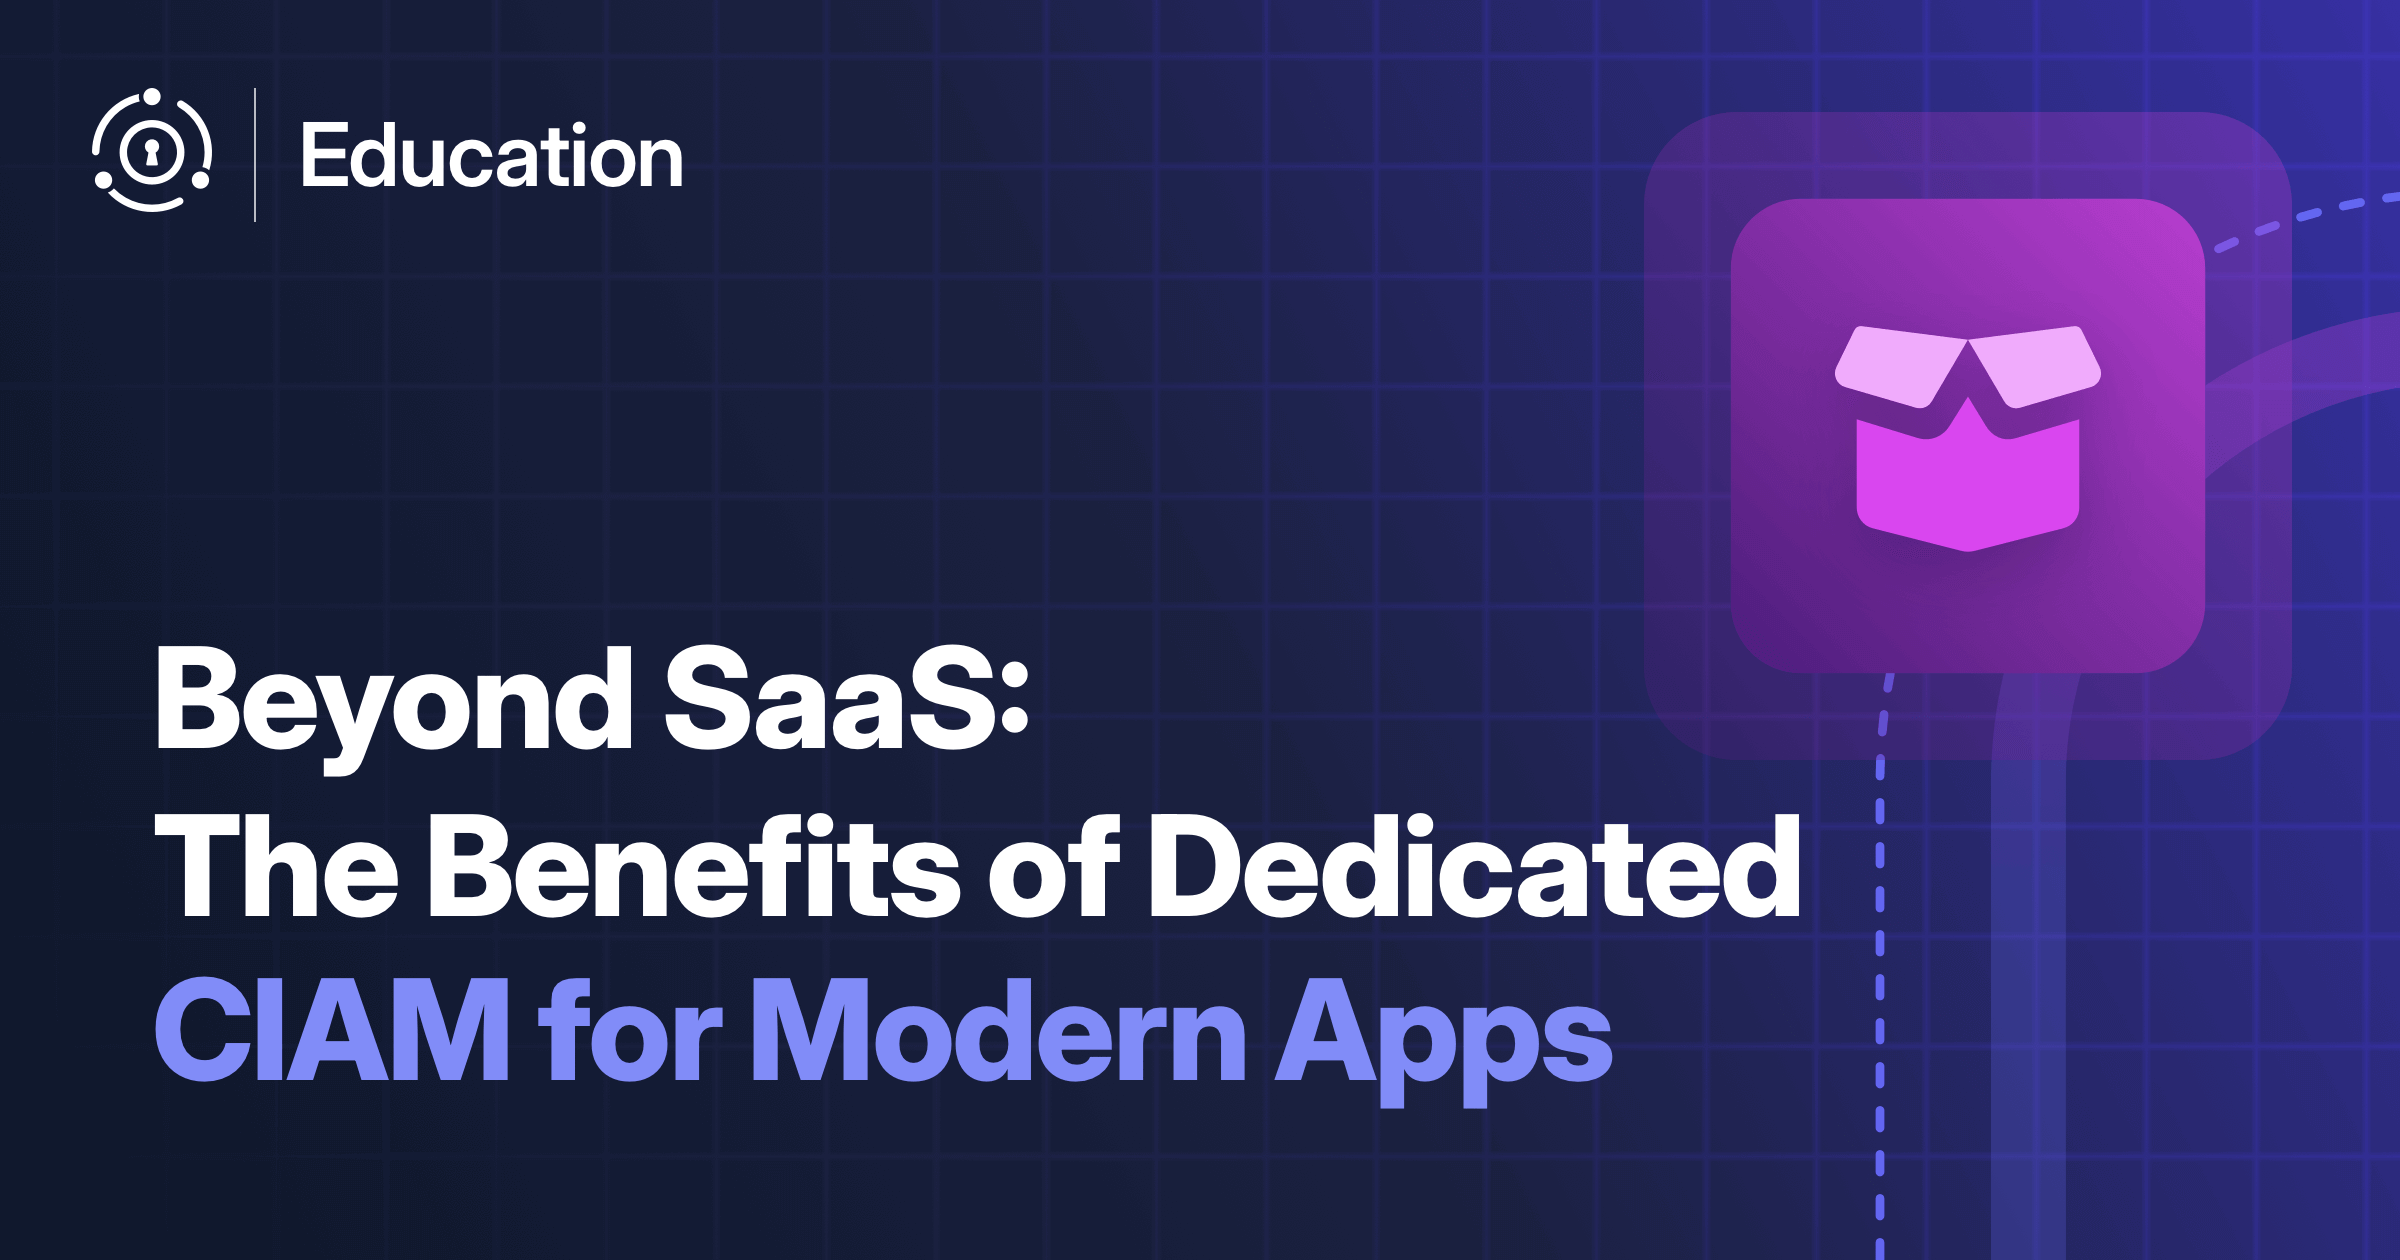 Education
Beyond SaaS:
The Benefits of Dedicated
CIAM for Modern Apps